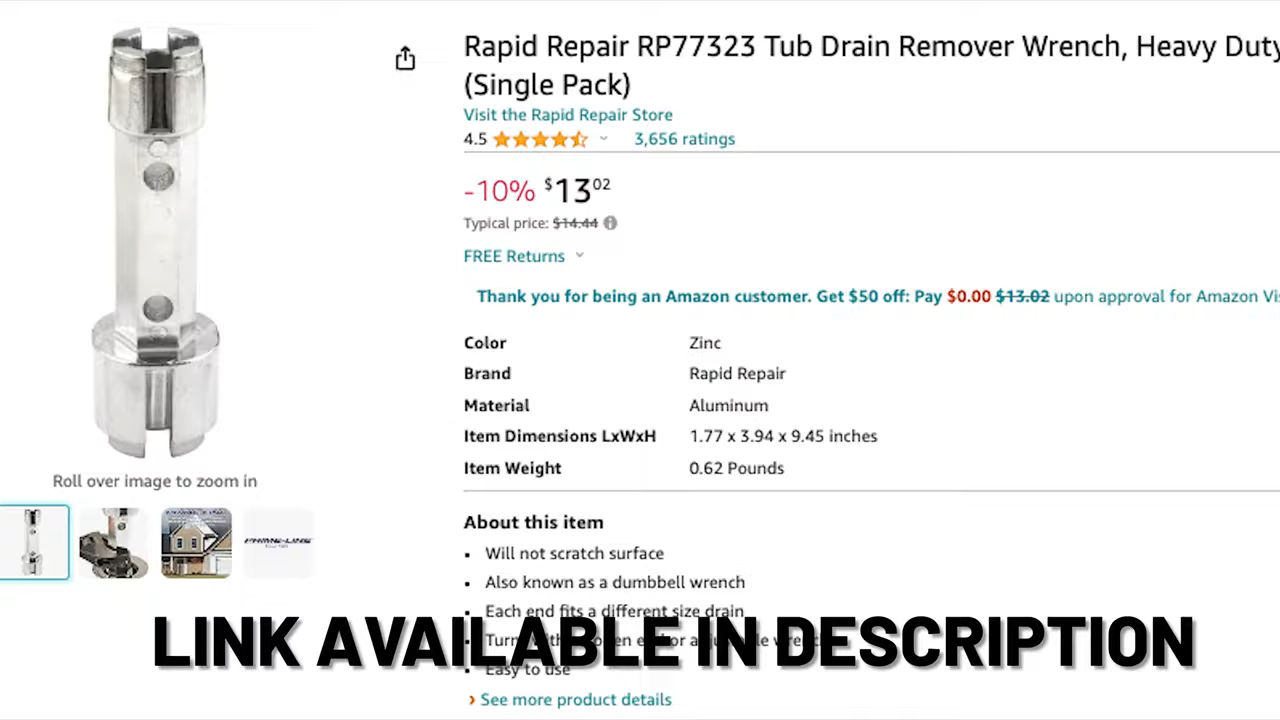 Rapid Repair RP77323 Tub Drain Remover Wrench, Heavy Duty
(Single Pack)
Visit the Rapid Repair Store
4.5 3,656 ratings
-10% $13 02
Typical price: $14.44
FREE Returns
Thank you for being an Amazon customer. Get $50 off: Pay $0.00 $13.02 upon approval for Amazon Vi
Color Zinc
Brand Rapid Repair
Material Aluminum
Item Dimensions LxWxH 1.77 x 3.94 x 9.45 inches
Item Weight 0.62 Pounds
Roll over image to zoom in
PRIME-LINE
About this item
Will not scratch surface
Also known as a dumbbell wrench
Each end fits a different size drain
LINK AVAILABLE IN DESCRIPTION
Easy to use
See more product details